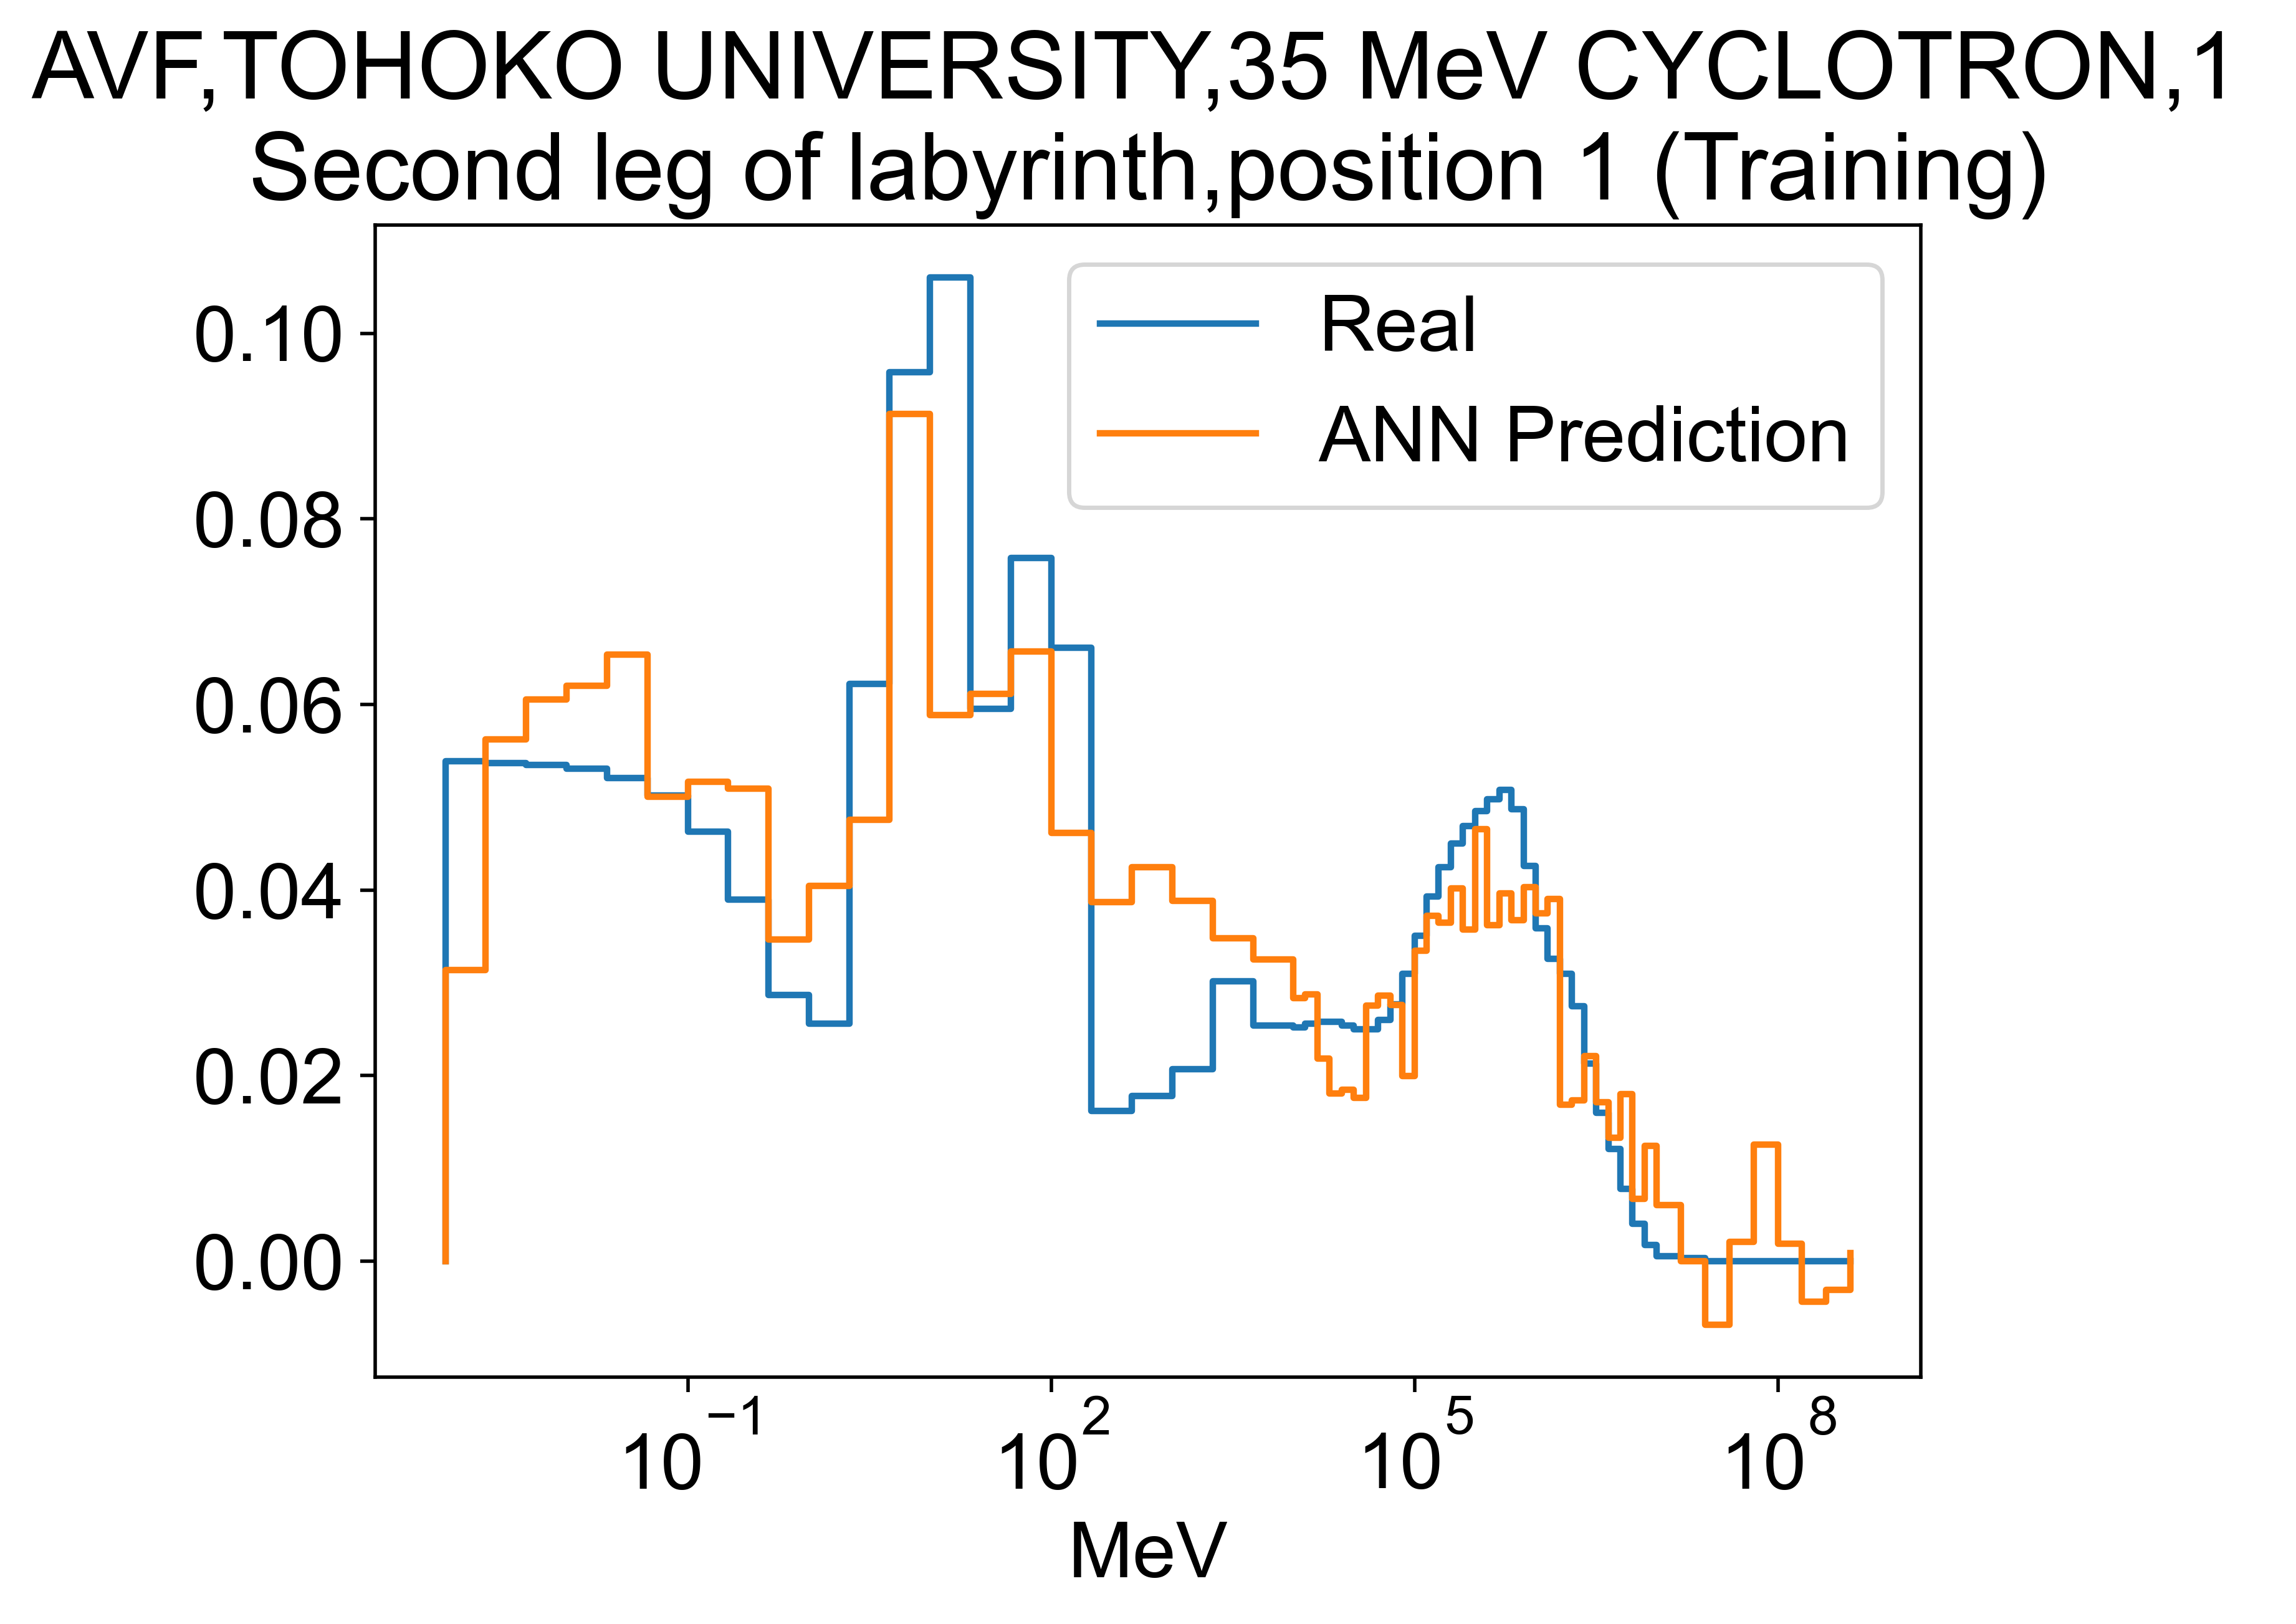 AVF,TOHOKO UNIVERSITY,35 MeV CYCLOTRON,1
Second leg of labyrinth,position 1 (Training)
Real
ANN Prediction
0.10
0.08
0.06
0.04
0.02
0.00
10⁻¹ 10² 10⁵ 10⁸
MeV